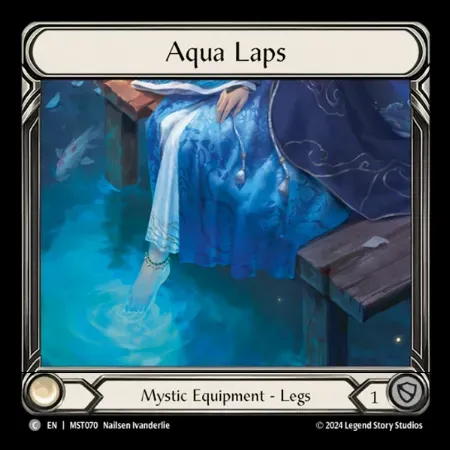 Aqua Laps
Mystic Equipment - Legs
1
C EN | MST070 Nailsen Ivanderlie
© 2024 Legend Story Studios